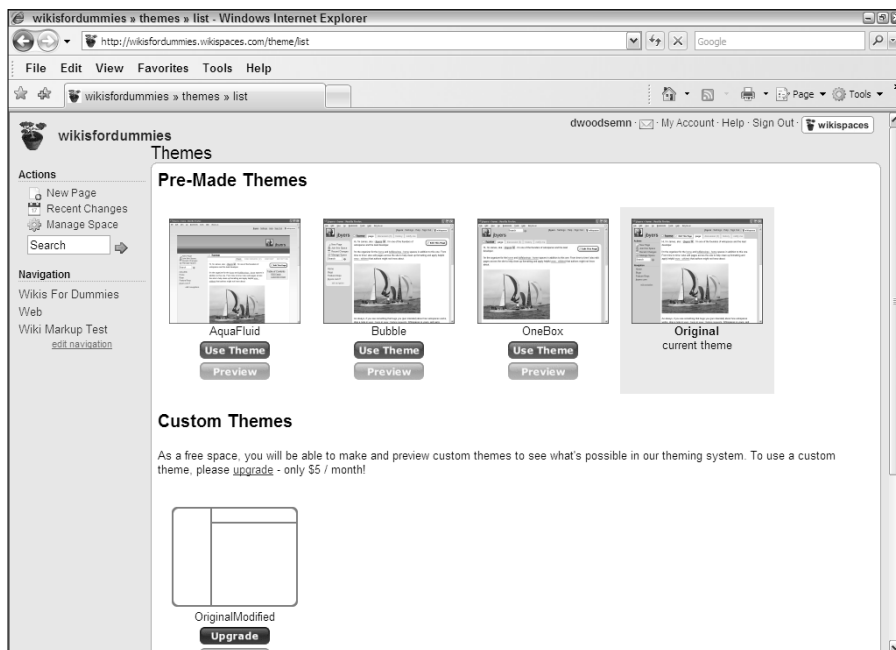 wikisfordummies » themes » list - Windows Internet Explorer
http://wikisfordummies.wikispaces.com/theme/list
Google
File Edit View Favorites Tools Help
wikisfordummies » themes » list
Page Tools
dwoodsemn · My Account · Help · Sign Out · wikispaces
wikisfordummies
Themes
Actions
New Page
Recent Changes
Manage Space
Search
Navigation
Wikis For Dummies
Web
Wiki Markup Test
edit navigation
Pre-Made Themes
AquaFluid Bubble OneBox Original
current theme
Use Theme Use Theme Use Theme
Preview Preview Preview
Custom Themes
As a free space, you will be able to make and preview custom themes to see what's possible in our theming system. To use a custom
theme, please upgrade - only $5 / month!
OriginalModified
Upgrade